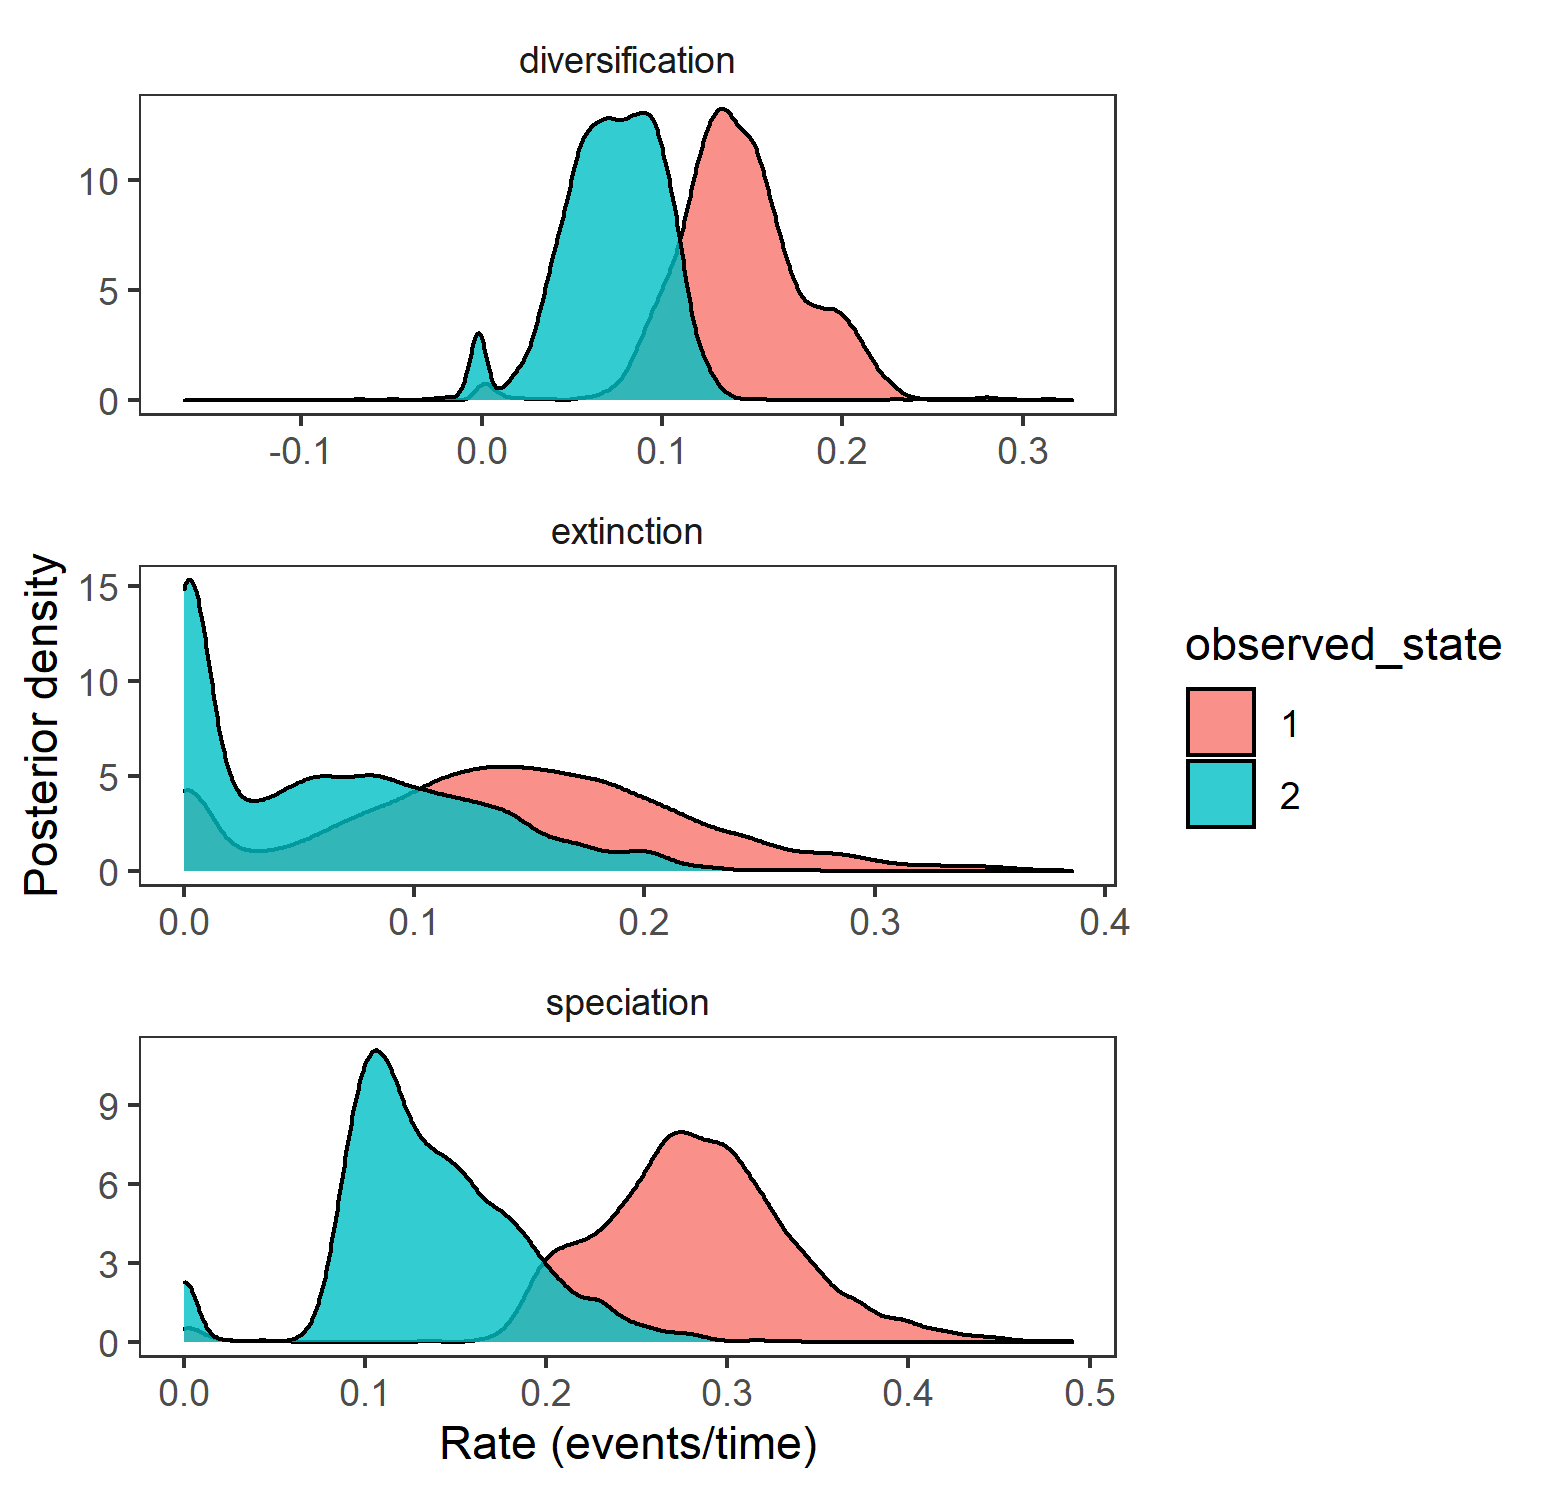 diversification
10
5
0
-0.1 0.0 0.1 0.2 0.3
extinction
15
10
5
0
0.0 0.1 0.2 0.3 0.4
speciation
9
6
3
0
0.0 0.1 0.2 0.3 0.4 0.5
Rate (events/time)
Posterior density
observed_state
1
2